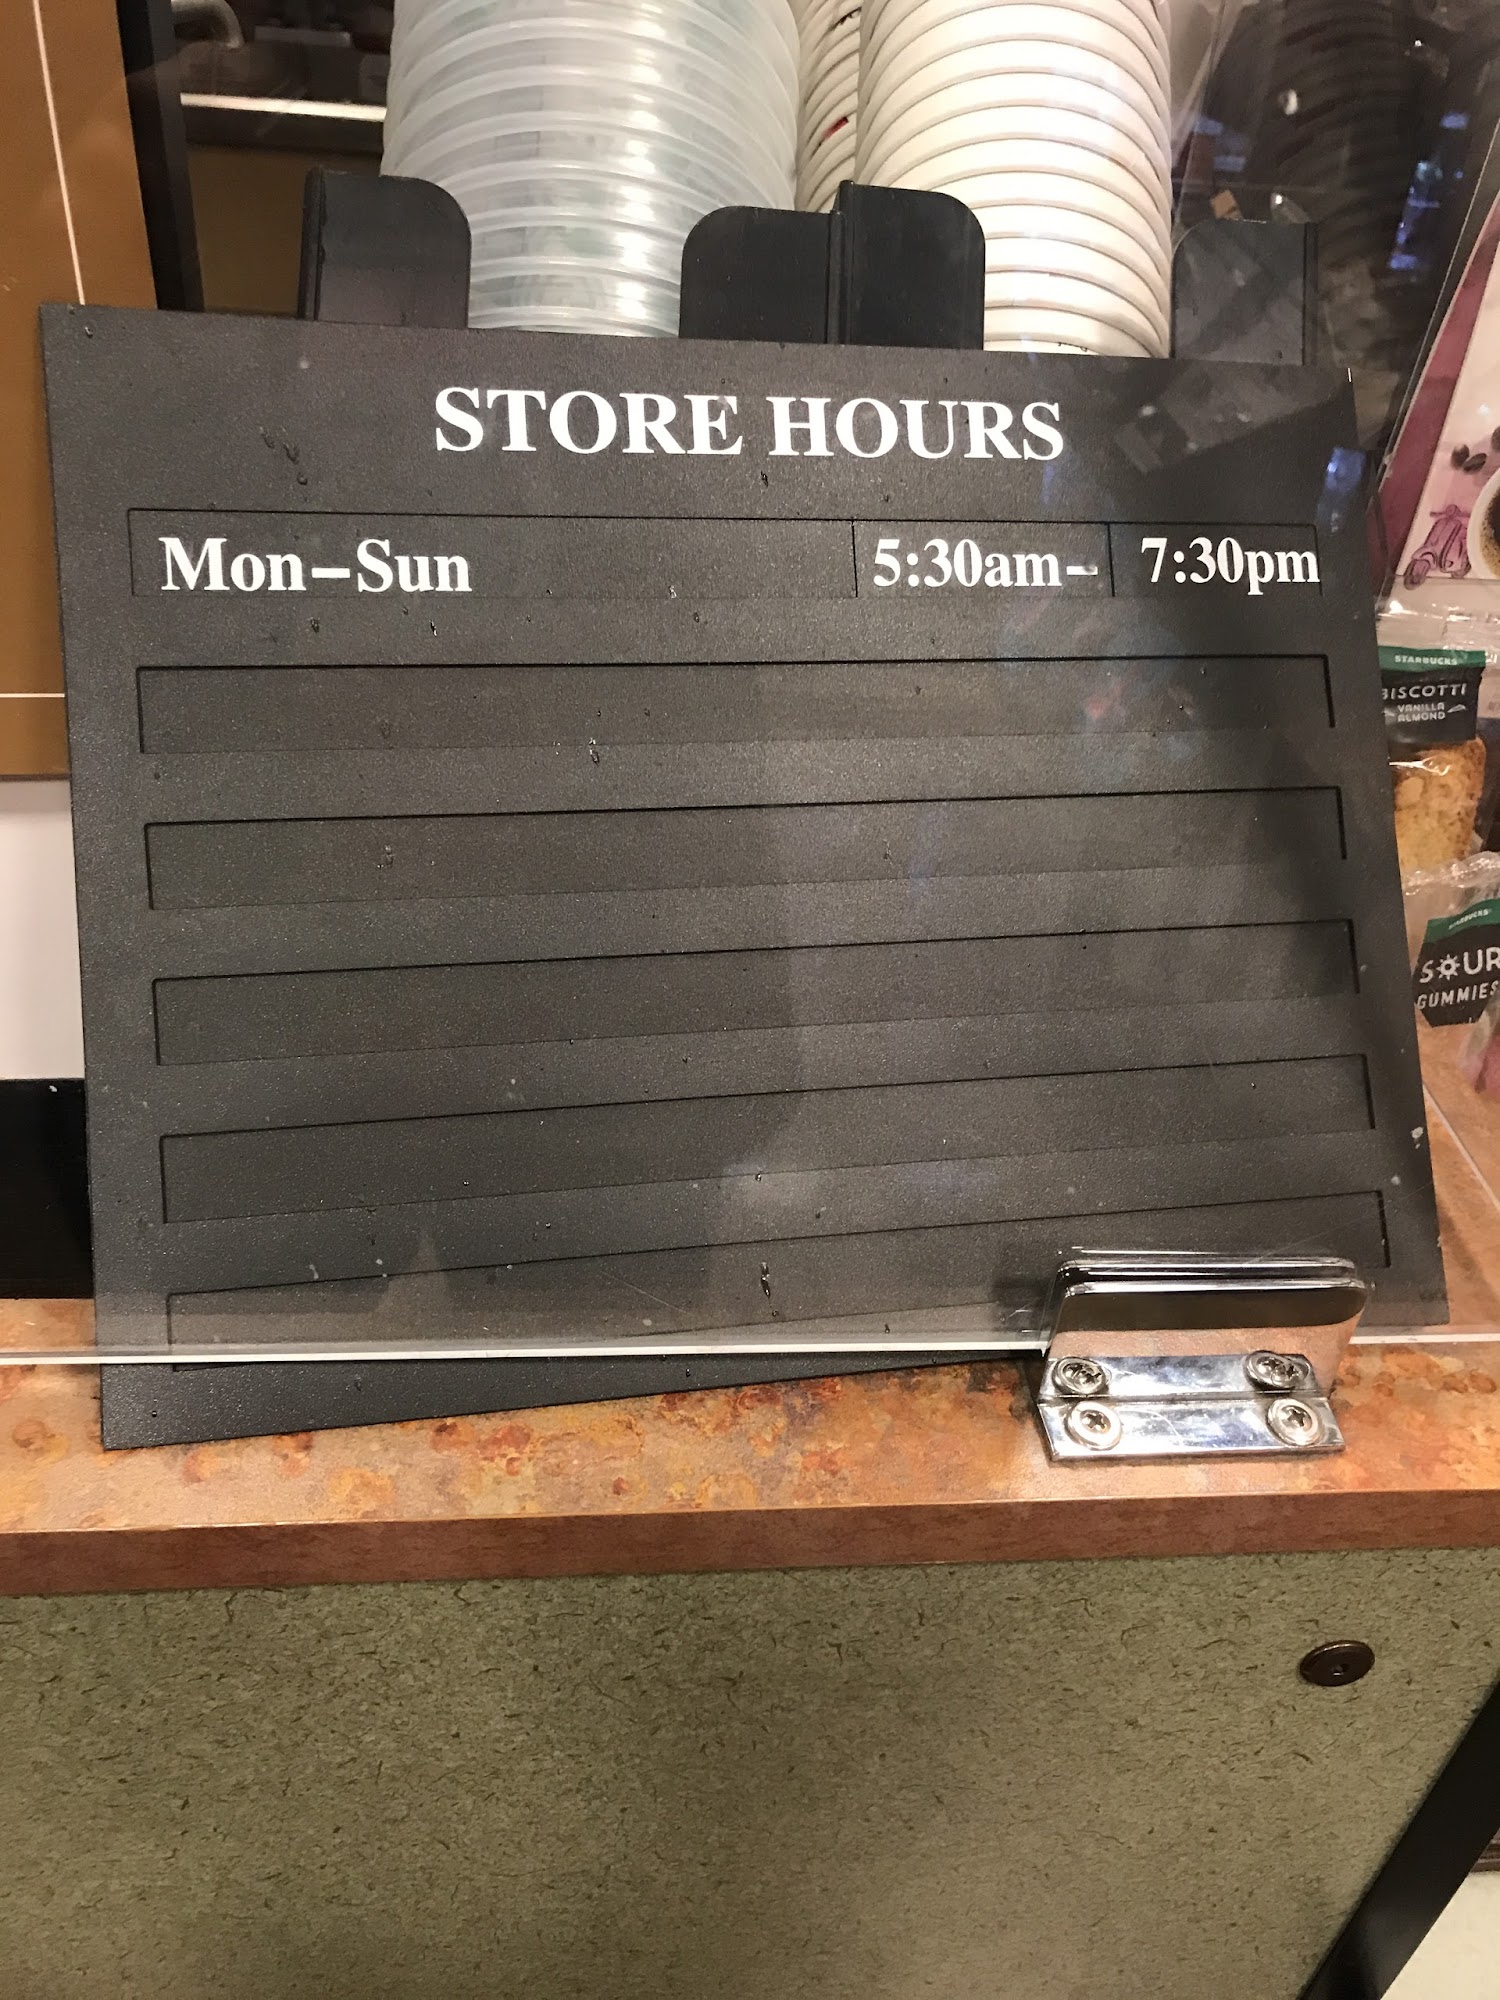 STORE HOURS
Mon–Sun 5:30am– 7:30pm
STARBUCKS
BISCOTTI
VANILLA
ALMOND
STARBUCKS
SOUR
GUMMIES